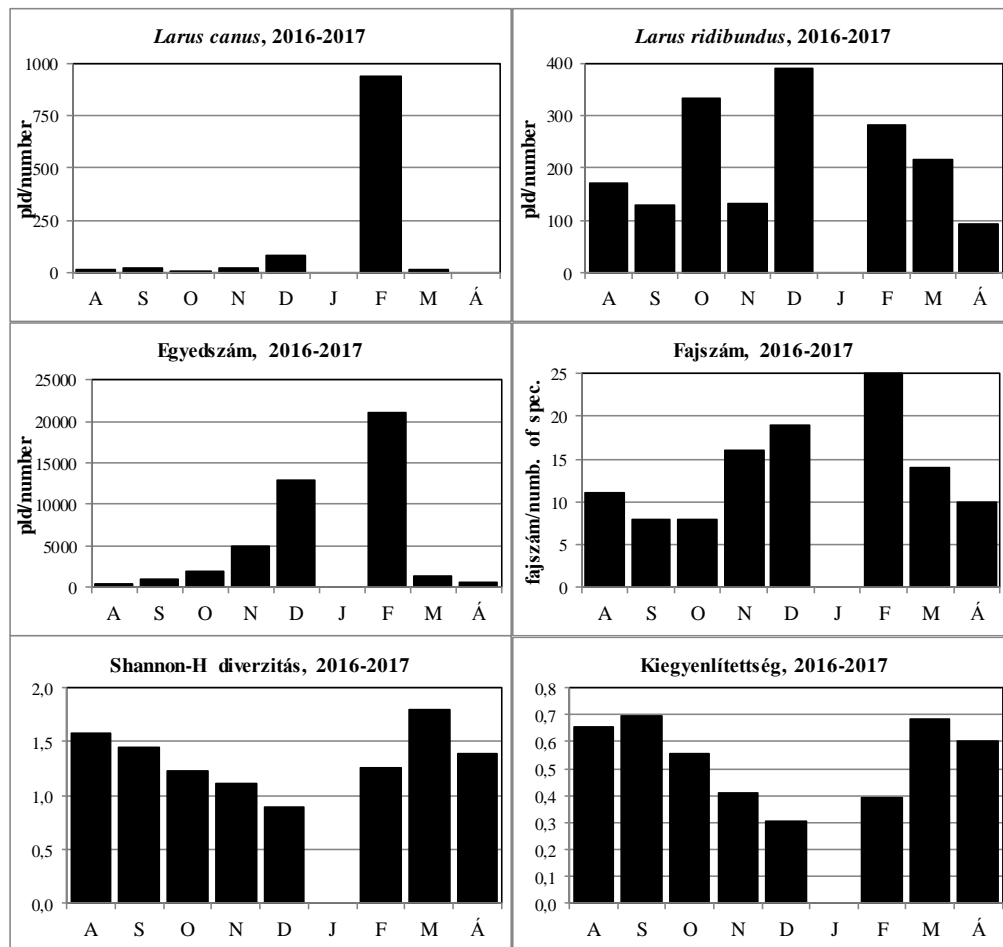 Larus canus, 2016-2017
pld/number
1000
750
500
250
0
A S O N D J F M Á
Larus ridibundus, 2016-2017
pld/number
400
300
200
100
0
A S O N D J F M Á
Egyedszám, 2016-2017
pld/number
25000
20000
15000
10000
5000
0
A S O N D J F M Á
Fajszám, 2016-2017
fajszám/numb. of spec.
25
20
15
10
5
0
A S O N D J F M Á
Shannon-H diverzitás, 2016-2017
2,0
1,5
1,0
0,5
0,0
A S O N D J F M Á
Kiegyenlítettség, 2016-2017
0,8
0,7
0,6
0,5
0,4
0,3
0,2
0,1
0,0
A S O N D J F M Á